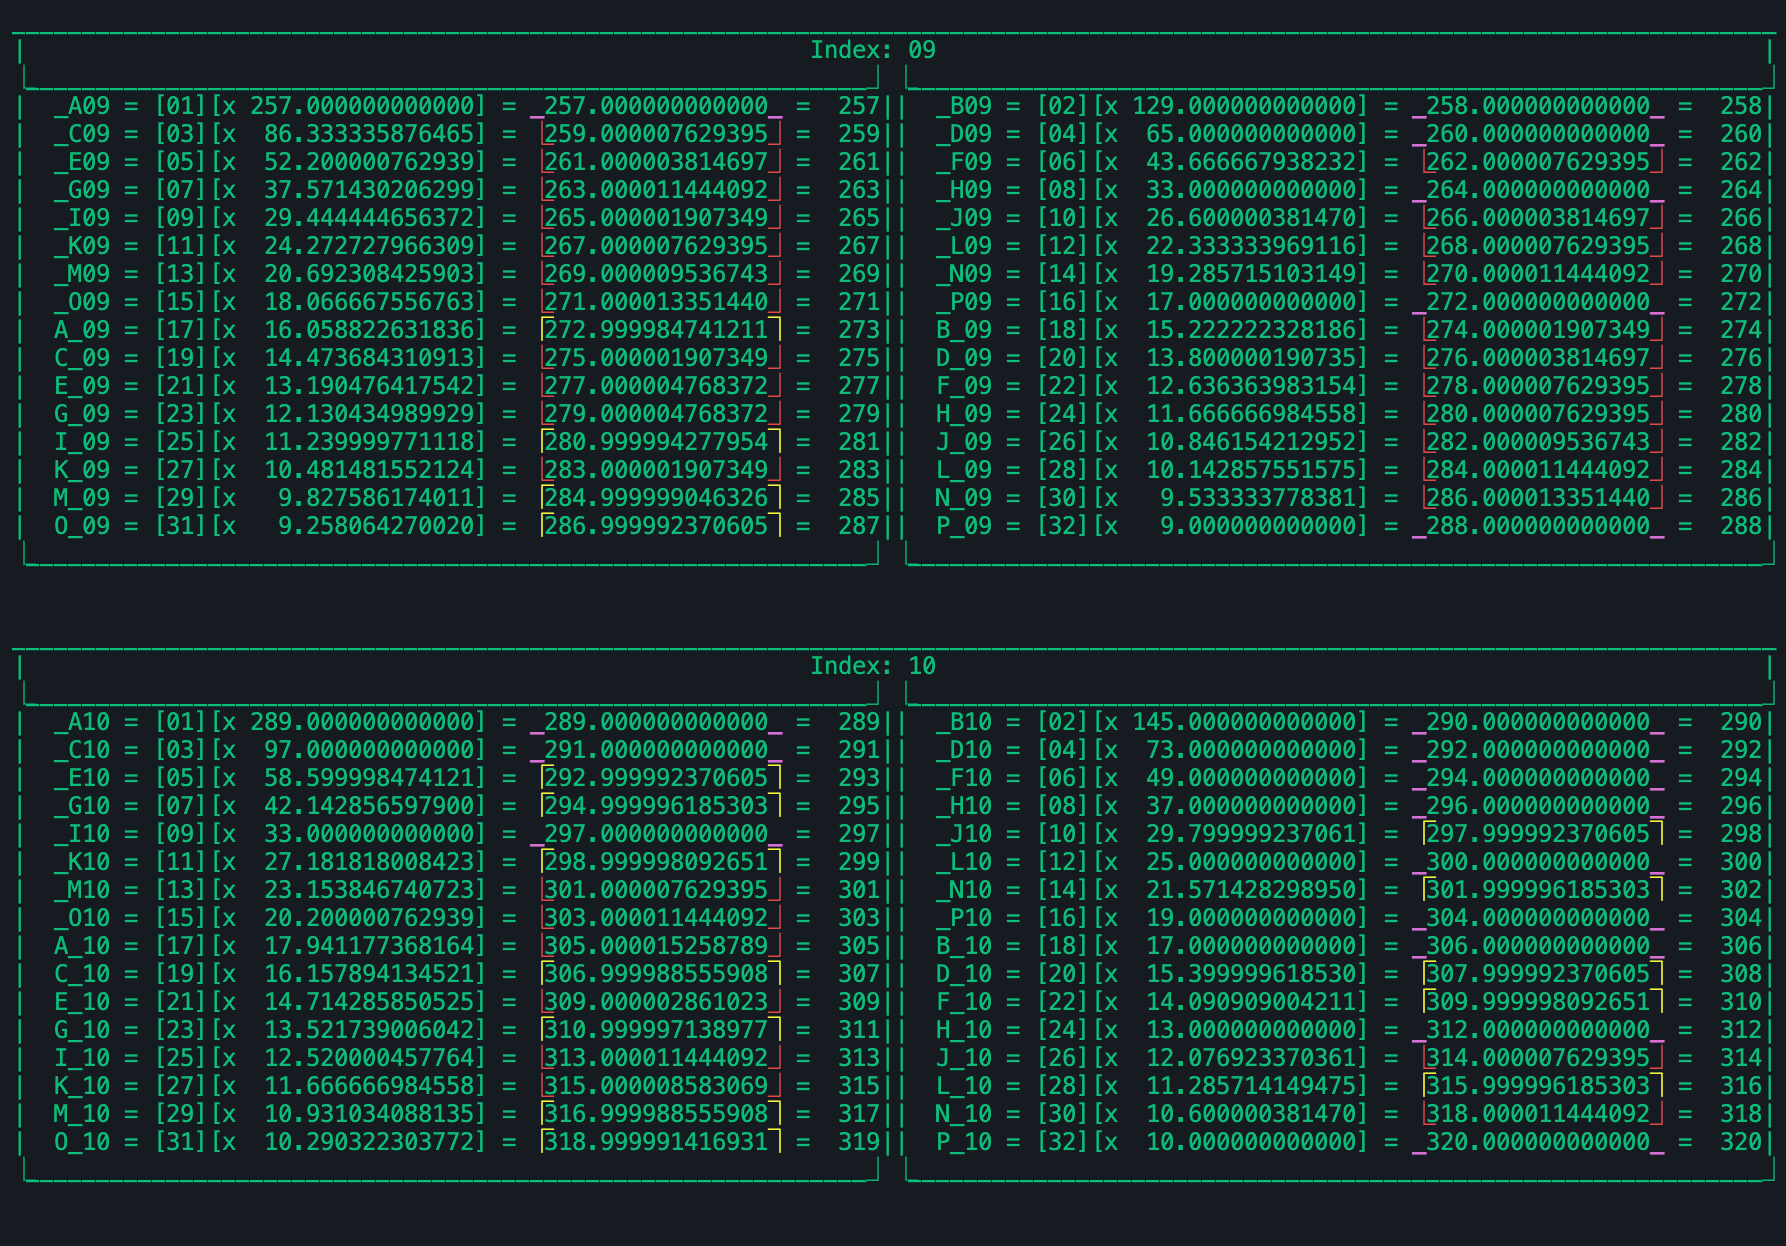 Index: 09
| _A09 = [01][x 257.000000000000] = _257.000000000000_ = 257|| _B09 = [02][x 129.000000000000] = _258.000000000000_ = 258|
| _C09 = [03][x 86.333335876465] = ⌊259.000007629395⌋ = 259|| _D09 = [04][x 65.000000000000] = _260.000000000000_ = 260|
| _E09 = [05][x 52.200000762939] = ⌊261.000003814697⌋ = 261|| _F09 = [06][x 43.666667938232] = ⌊262.000007629395⌋ = 262|
| _G09 = [07][x 37.571430206299] = ⌊263.000011444092⌋ = 263|| _H09 = [08][x 33.000000000000] = _264.000000000000_ = 264|
| _I09 = [09][x 29.444444656372] = ⌊265.000001907349⌋ = 265|| _J09 = [10][x 26.600000381470] = ⌊266.000003814697⌋ = 266|
| _K09 = [11][x 24.272727966309] = ⌊267.000007629395⌋ = 267|| _L09 = [12][x 22.333333969116] = ⌊268.000007629395⌋ = 268|
| _M09 = [13][x 20.692308425903] = ⌊269.000009536743⌋ = 269|| _N09 = [14][x 19.285715103149] = ⌊270.000011444092⌋ = 270|
| _O09 = [15][x 18.066667556763] = ⌊271.000013351440⌋ = 271|| _P09 = [16][x 17.000000000000] = _272.000000000000_ = 272|
| A_09 = [17][x 16.058822631836] = ⌈272.999984741211⌉ = 273|| B_09 = [18][x 15.222222328186] = ⌊274.000001907349⌋ = 274|
| C_09 = [19][x 14.473684310913] = ⌊275.000001907349⌋ = 275|| D_09 = [20][x 13.800000190735] = ⌊276.000003814697⌋ = 276|
| E_09 = [21][x 13.190476417542] = ⌊277.000004768372⌋ = 277|| F_09 = [22][x 12.636363983154] = ⌊278.000007629395⌋ = 278|
| G_09 = [23][x 12.130434989929] = ⌊279.000004768372⌋ = 279|| H_09 = [24][x 11.666666984558] = ⌊280.000007629395⌋ = 280|
| I_09 = [25][x 11.239999771118] = ⌈280.999994277954⌉ = 281|| J_09 = [26][x 10.846154212952] = ⌊282.000009536743⌋ = 282|
| K_09 = [27][x 10.481481552124] = ⌊283.000001907349⌋ = 283|| L_09 = [28][x 10.142857551575] = ⌊284.000011444092⌋ = 284|
| M_09 = [29][x 9.827586174011] = ⌈284.999999046326⌉ = 285|| N_09 = [30][x 9.533333778381] = ⌊286.000013351440⌋ = 286|
| O_09 = [31][x 9.258064270020] = ⌈286.999992370605⌉ = 287|| P_09 = [32][x 9.000000000000] = _288.000000000000_ = 288|
Index: 10
| _A10 = [01][x 289.000000000000] = _289.000000000000_ = 289|| _B10 = [02][x 145.000000000000] = _290.000000000000_ = 290|
| _C10 = [03][x 97.000000000000] = _291.000000000000_ = 291|| _D10 = [04][x 73.000000000000] = _292.000000000000_ = 292|
| _E10 = [05][x 58.599998474121] = ⌈292.999992370605⌉ = 293|| _F10 = [06][x 49.000000000000] = _294.000000000000_ = 294|
| _G10 = [07][x 42.142856597900] = ⌈294.999996185303⌉ = 295|| _H10 = [08][x 37.000000000000] = _296.000000000000_ = 296|
| _I10 = [09][x 33.000000000000] = _297.000000000000_ = 297|| _J10 = [10][x 29.799999237061] = ⌈297.999992370605⌉ = 298|
| _K10 = [11][x 27.181818008423] = ⌈298.999998092651⌉ = 299|| _L10 = [12][x 25.000000000000] = _300.000000000000_ = 300|
| _M10 = [13][x 23.153846740723] = ⌊301.000007629395⌋ = 301|| _N10 = [14][x 21.571428298950] = ⌈301.999996185303⌉ = 302|
| _O10 = [15][x 20.200000762939] = ⌊303.000011444092⌋ = 303|| _P10 = [16][x 19.000000000000] = _304.000000000000_ = 304|
| A_10 = [17][x 17.941177368164] = ⌊305.000015258789⌋ = 305|| B_10 = [18][x 17.000000000000] = _306.000000000000_ = 306|
| C_10 = [19][x 16.157894134521] = ⌈306.999988555908⌉ = 307|| D_10 = [20][x 15.399999618530] = ⌈307.999992370605⌉ = 308|
| E_10 = [21][x 14.714285850525] = ⌊309.000002861023⌋ = 309|| F_10 = [22][x 14.090909004211] = ⌈309.999998092651⌉ = 310|
| G_10 = [23][x 13.521739006042] = ⌈310.999997138977⌉ = 311|| H_10 = [24][x 13.000000000000] = _312.000000000000_ = 312|
| I_10 = [25][x 12.520000457764] = ⌊313.000011444092⌋ = 313|| J_10 = [26][x 12.076923370361] = ⌊314.000007629395⌋ = 314|
| K_10 = [27][x 11.666666984558] = ⌊315.000008583069⌋ = 315|| L_10 = [28][x 11.285714149475] = ⌈315.999996185303⌉ = 316|
| M_10 = [29][x 10.931034088135] = ⌈316.999988555908⌉ = 317|| N_10 = [30][x 10.600000381470] = ⌊318.000011444092⌋ = 318|
| O_10 = [31][x 10.290322303772] = ⌈318.999991416931⌉ = 319|| P_10 = [32][x 10.000000000000] = _320.000000000000_ = 320|